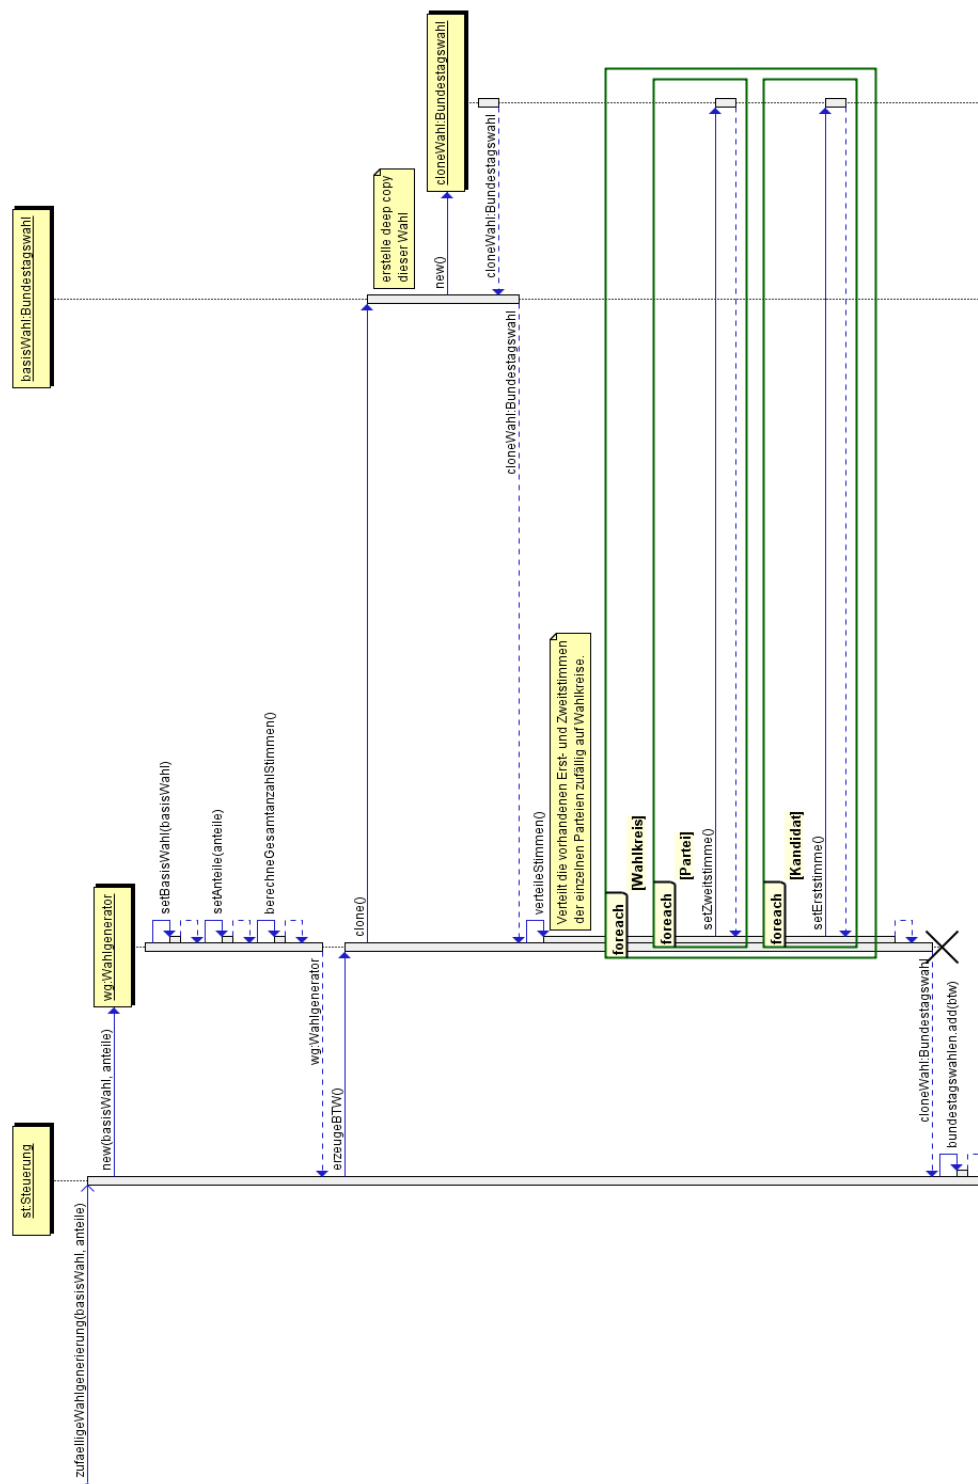 st:Steuerung
wg:Wahlgenerator
basisWahl:Bundestagswahl
zufaelligeWahlgenerierung(basisWahl, anteile)
new(basisWahl, anteile)
setBasisWahl(basisWahl)
setAnteile(anteile)
berechneGesamtanzahlStimmen()
wg:Wahlgenerator
erzeugeBTW()
clone()
erstelle deep copy
dieser Wahl
new()
cloneWahl:Bundestagswahl
cloneWahl:Bundestagswahl
cloneWahl:Bundestagswahl
verteileStimmen()
Verteilt die vorhandenen Erst- und Zweitstimmen
der einzelnen Parteien zufällig auf Wahlkreise.
foreach
[Wahlkreis]
foreach
[Partei]
setZweitstimme()
foreach
[Kandidat]
setErststimme()
cloneWahl:Bundestagswahl
bundestagswahlen.add(btw)